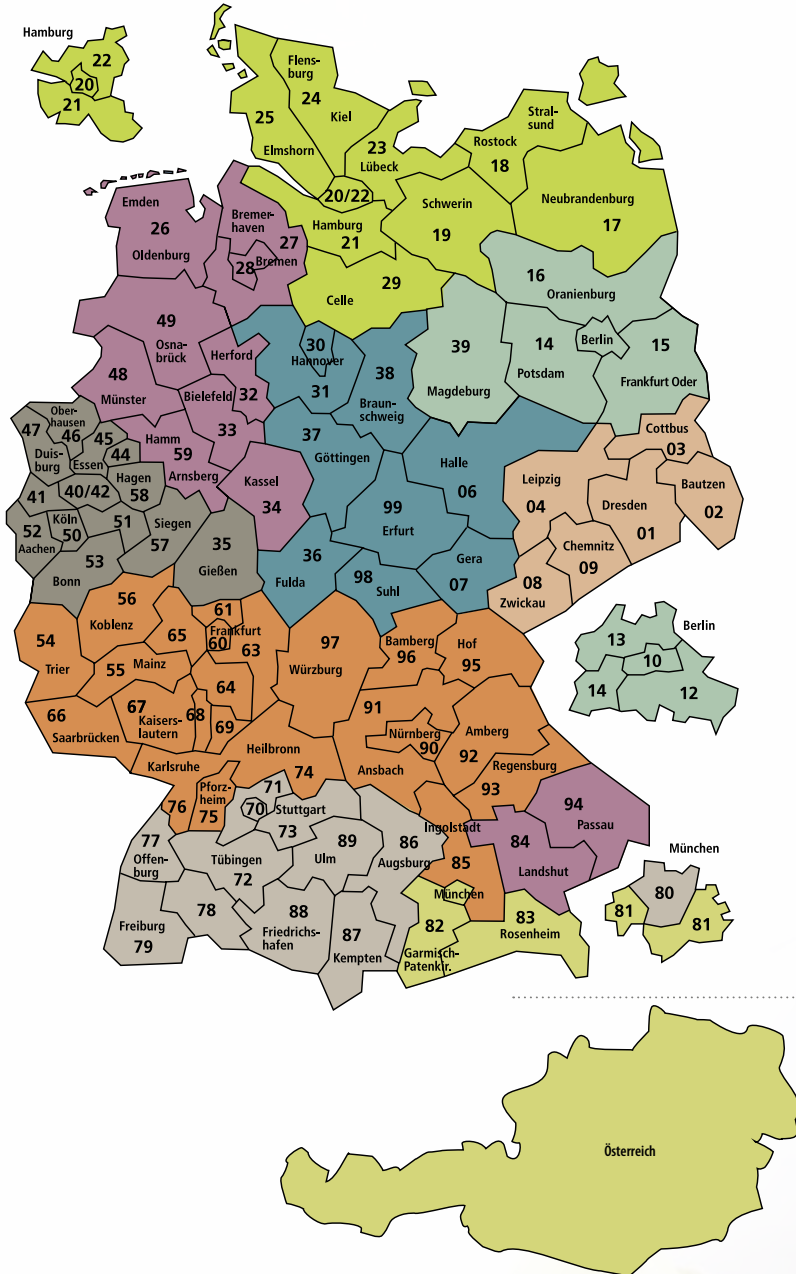 Hamburg
22
20
21
Flens-
burg
24
Kiel
25
Elmshorn
23
Lübeck
20/22
Stral-
sund
Rostock
18
Neubrandenburg
17
Schwerin
19
Hamburg
21
29
Celle
Emden
26
Oldenburg
Bremer-
haven
27
Bremen
28
16
Oranienburg
49
Osna-
brück
Herford
30
Hannover
31
38
Braun-
schweig
39
Magdeburg
14
Potsdam
Berlin
15
Frankfurt Oder
48
Münster
Bielefeld
32
33
37
Göttingen
Halle
06
Cottbus
03
Leipzig
04
Dresden
01
Bautzen
02
Ober-
hausen
47
46
45
Duis-
burg
Essen
44
Hamm
59
Arnsberg
Hagen
58
41
40/42
Kassel
34
99
Erfurt
52
Aachen
Köln
50
51
Siegen
57
53
Bonn
35
Gießen
36
Fulda
98
Suhl
Gera
07
Chemnitz
09
08
Zwickau
56
Koblenz
61
Frankfurt
60
63
65
54
Trier
55
Mainz
97
Würzburg
Bamberg
96
Hof
95
Berlin
13
10
14
12
64
66
Saarbrücken
67
Kaisers-
lautern
68
69
91
Nürnberg
90
Amberg
92
Ansbach
Regensburg
93
Heilbronn
74
Karlsruhe
76
Pforz-
heim
75
71
70
Stuttgart
73
77
Offen-
burg
Tübingen
72
89
Ulm
86
Augsburg
Ingolstadt
85
84
Landshut
94
Passau
München
80
81
81
München
82
Garmisch-
Patenkir.
83
Rosenheim
Freiburg
79
78
88
Friedrichs-
hafen
87
Kempten
Österreich